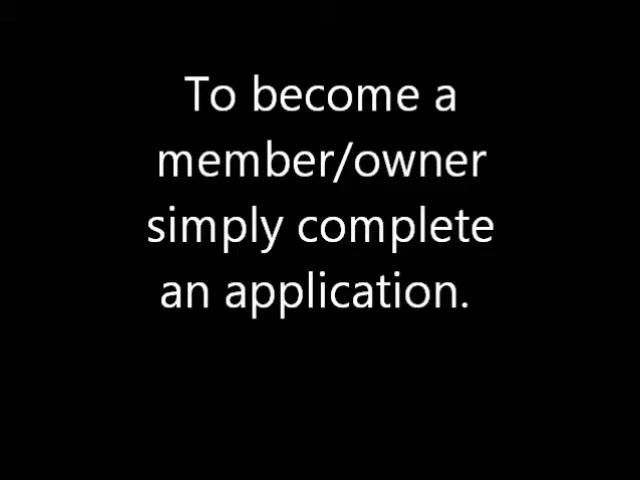 To become a
member/owner
simply complete
an application.